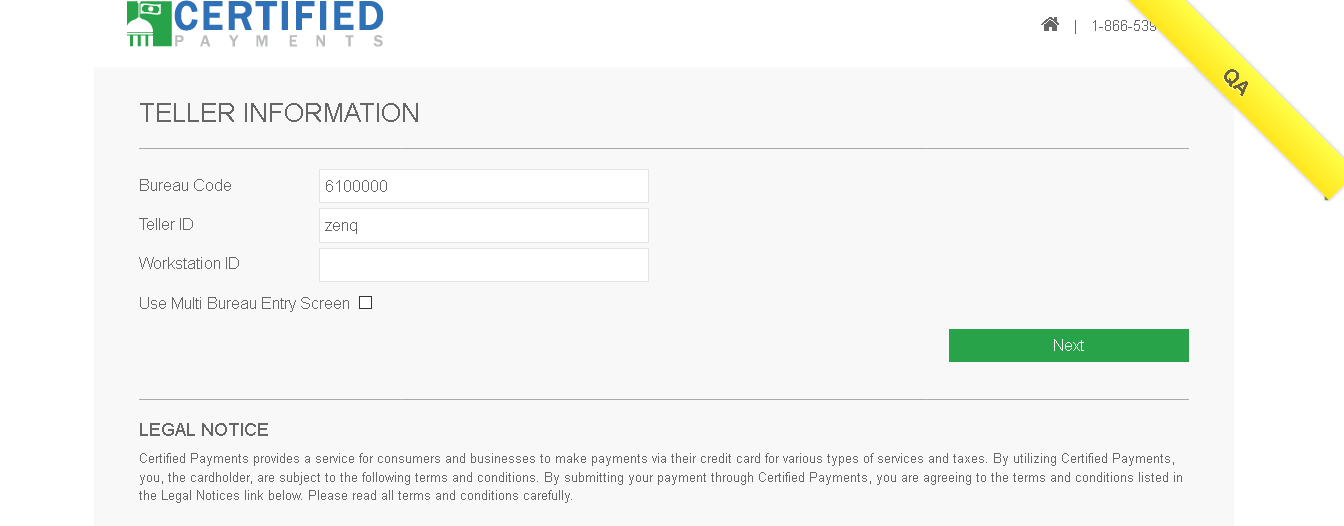 CERTIFIED
PAYMENTS
| 1-866-539
QA
TELLER INFORMATION
Bureau Code 6100000
Teller ID zenq
Workstation ID
Use Multi Bureau Entry Screen
Next
LEGAL NOTICE
Certified Payments provides a service for consumers and businesses to make payments via their credit card for various types of services and taxes. By utilizing Certified Payments,
you, the cardholder, are subject to the following terms and conditions. By submitting your payment through Certified Payments, you are agreeing to the terms and conditions listed in
the Legal Notices link below. Please read all terms and conditions carefully.